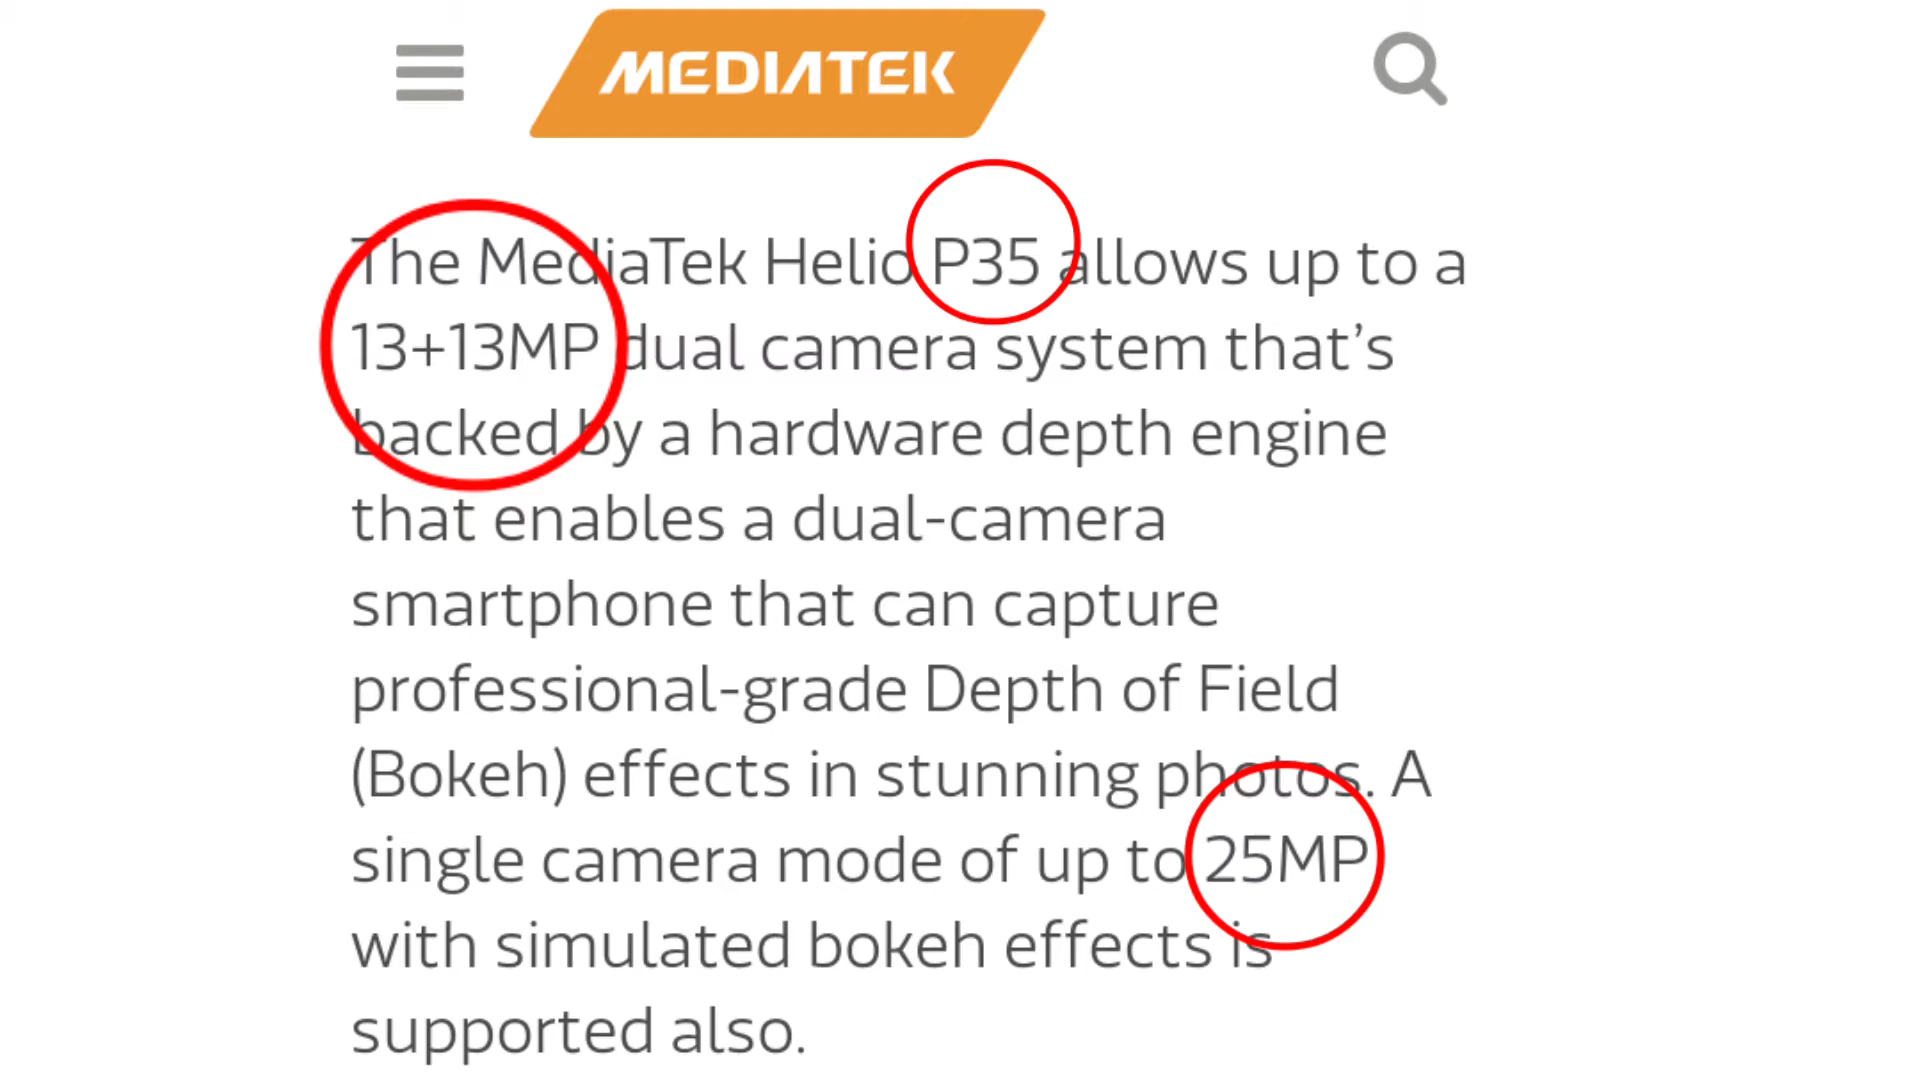 MEDIATEK
The MediaTek Helio P35 allows up to a
13+13MP dual camera system that’s
backed by a hardware depth engine
that enables a dual-camera
smartphone that can capture
professional-grade Depth of Field
(Bokeh) effects in stunning photos. A
single camera mode of up to 25MP
with simulated bokeh effects is
supported also.